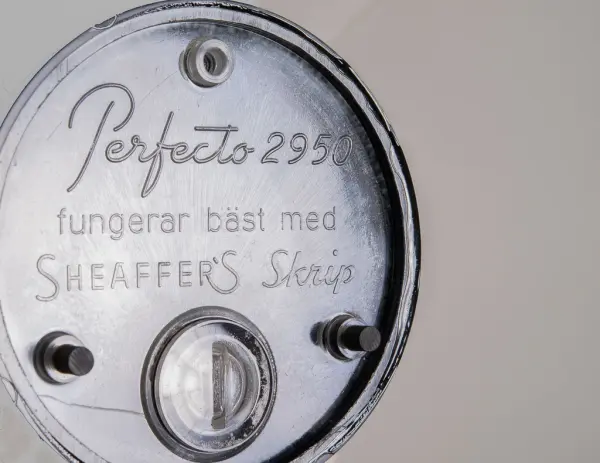 Perfecto 2950
fungerar bäst med
SHEAFFER'S Skrip